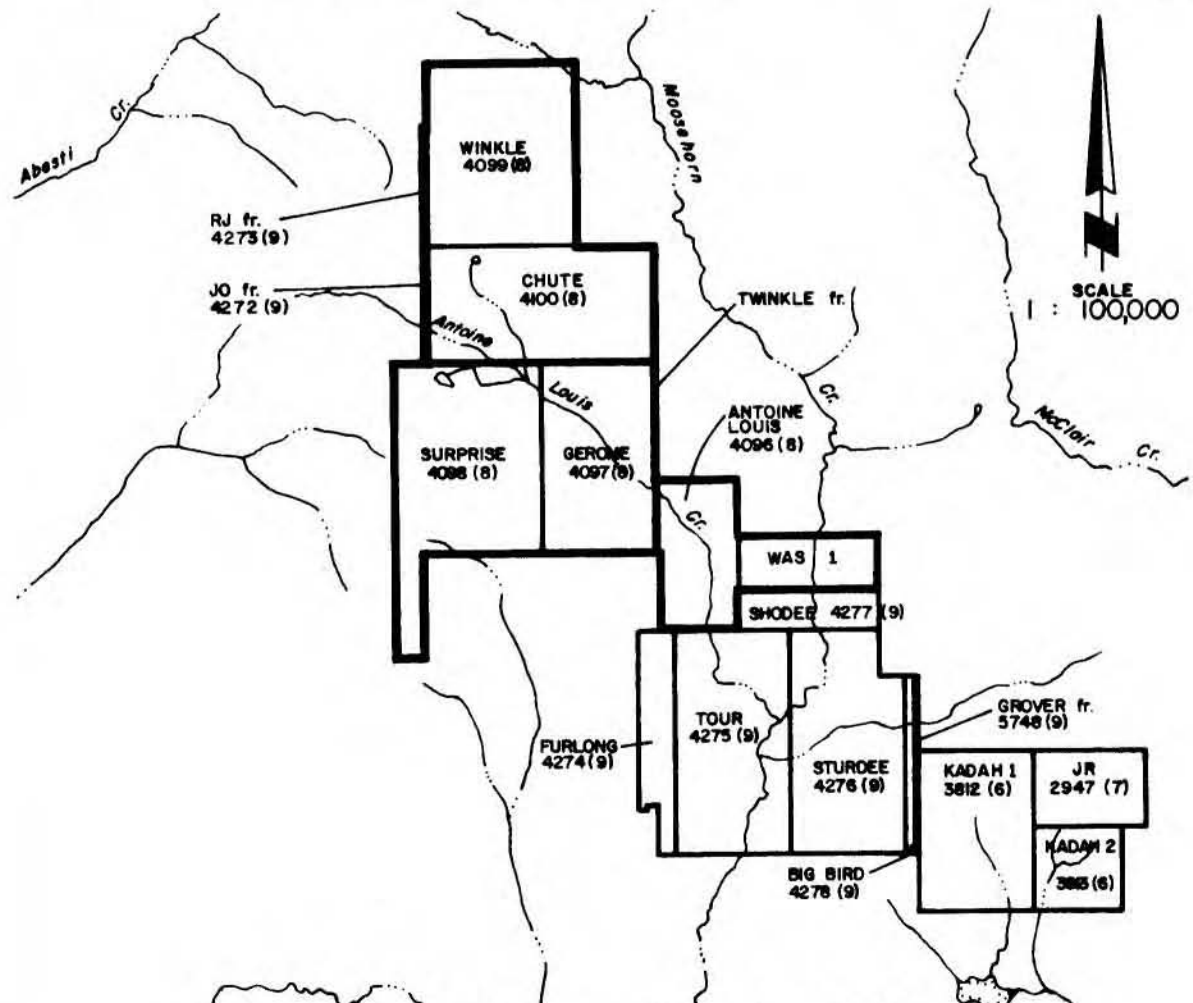 Abesti Cr.
Moosehorn
WINKLE
4099(8)
RJ fr.
4273(9)
JO fr.
4272(9)
CHUTE
4100(8)
TWINKLE fr.
SCALE
1 : 100,000
Antoine Louis
Cr.
ANTOINE
LOUIS
4096(8)
McClair Cr.
SURPRISE
4098(8)
GEROME
4097(8)
Cr.
WAS 1
SHODEE 4277(9)
GROVER fr.
5748(9)
TOUR
4275(9)
FURLONG
4274(9)
STURDEE
4276(9)
KADAH 1
3812(6)
JR
2947(7)
KADAH 2
(6)
BIG BIRD
4278(9)